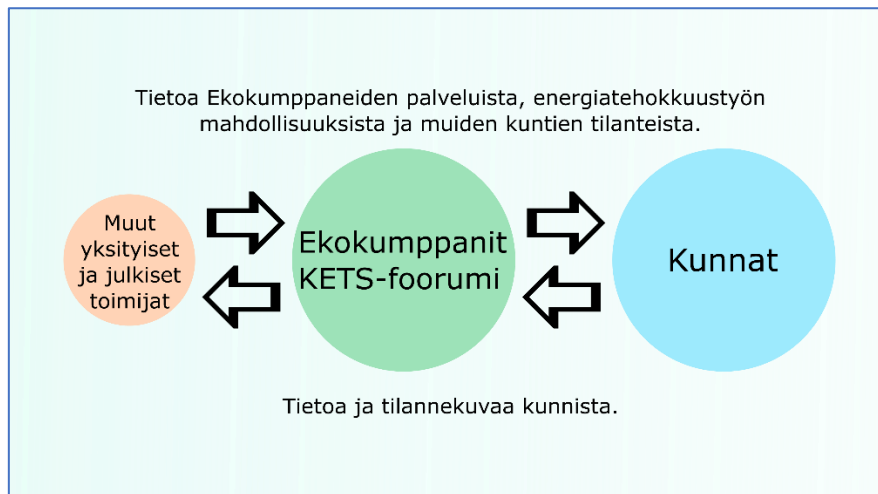 Tietoa Ekokumppaneiden palveluista, energiatehokkuustyön
mahdollisuuksista ja muiden kuntien tilanteista.
Muut
yksityiset
ja julkiset
toimijat
Ekokumppanit
KETS-foorumi
Kunnat
Tietoa ja tilannekuvaa kunnista.